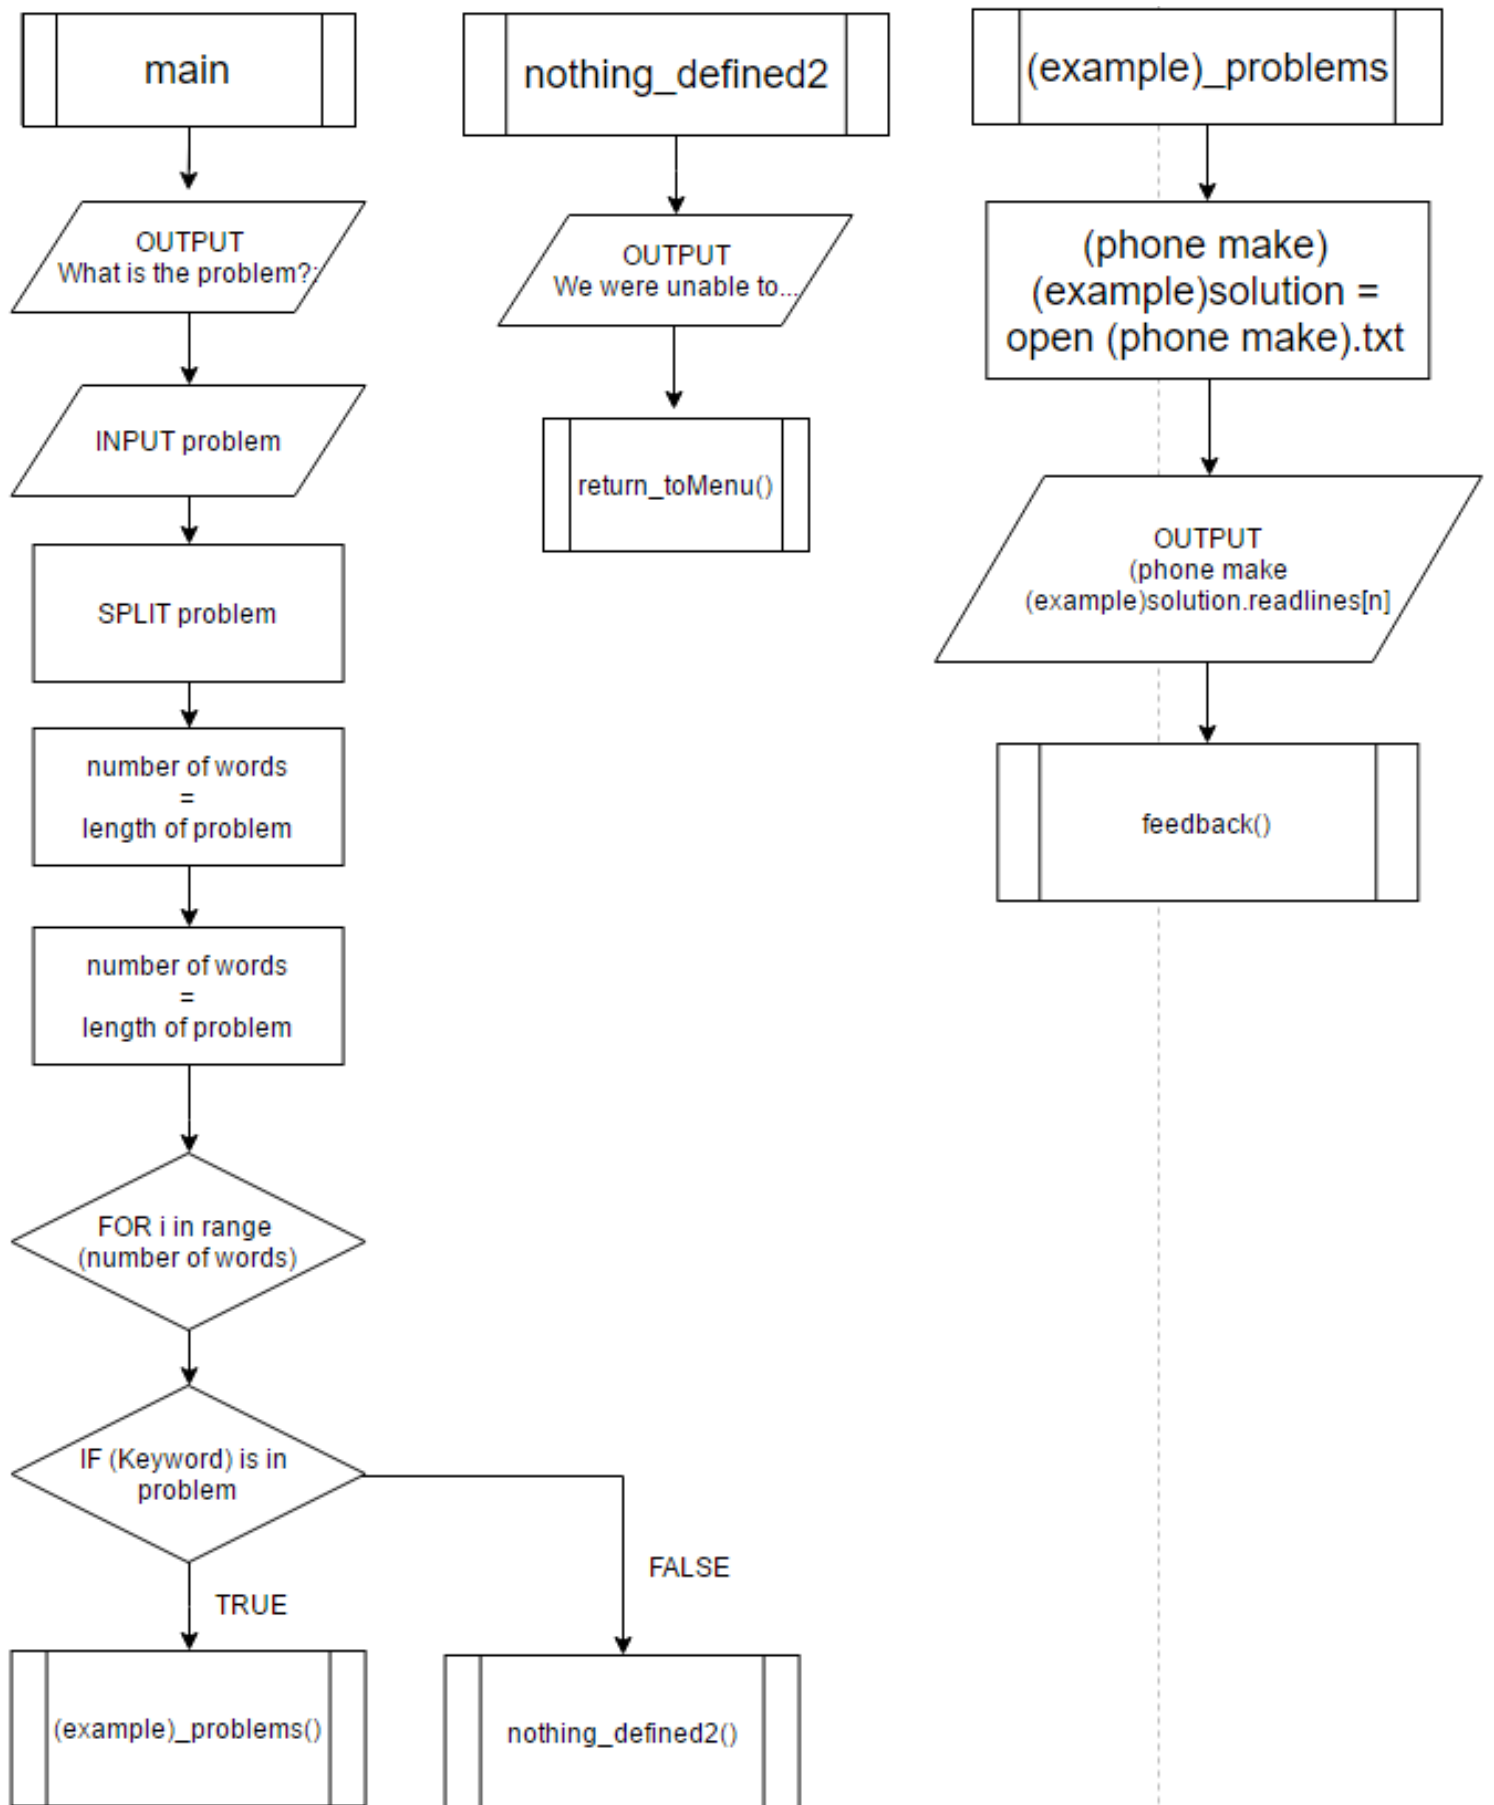 main
OUTPUT
What is the problem?:
INPUT problem
SPLIT problem
number of words
=
length of problem
number of words
=
length of problem
FOR i in range
(number of words)
IF (Keyword) is in
problem
TRUE
FALSE
(example)_problems()
nothing_defined2()
nothing_defined2
OUTPUT
We were unable to...
return_toMenu()
(example)_problems
(phone make)
(example)solution =
open (phone make).txt
OUTPUT
(phone make
(example)solution.readlines[n]
feedback()